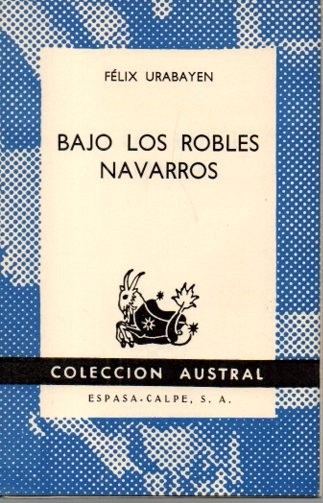 FÉLIX URABAYEN
BAJO LOS ROBLES
NAVARROS
COLECCION AUSTRAL
ESPASA-CALPE, S. A.